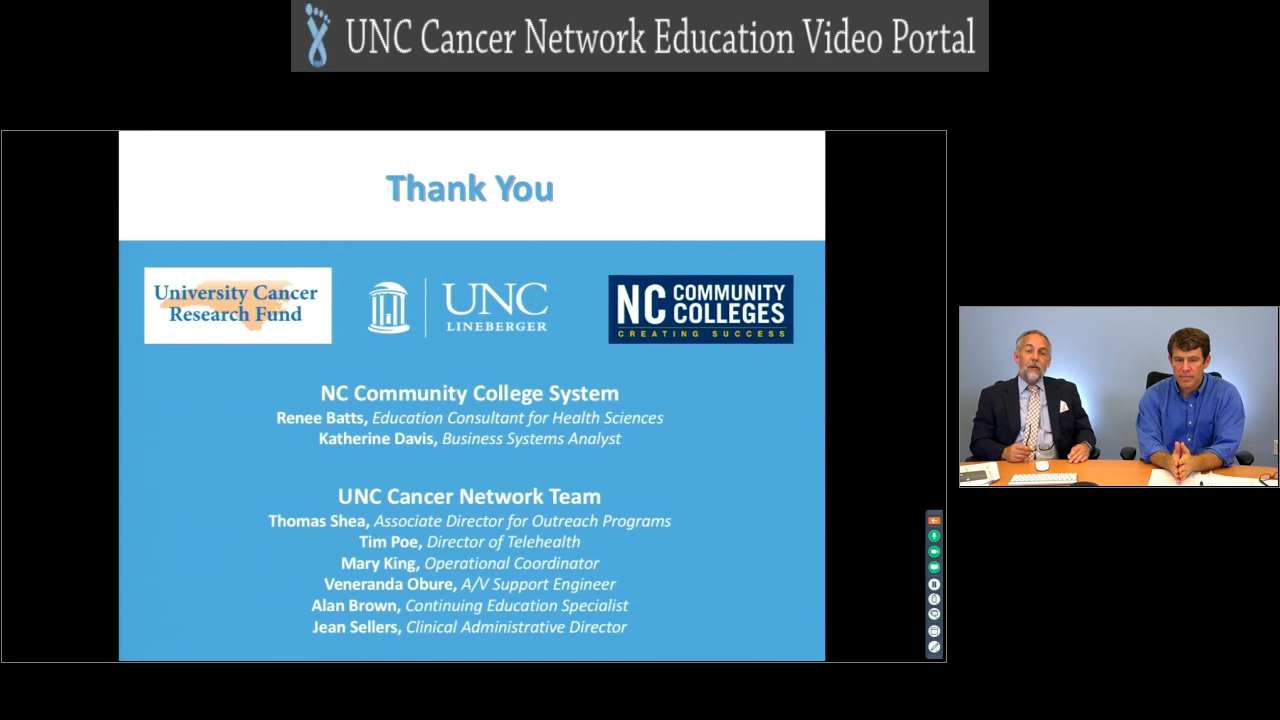 UNC Cancer Network Education Video Portal
Thank You
University Cancer
Research Fund
UNC
LINEBERGER
NC COMMUNITY
COLLEGES
CREATING SUCCESS
NC Community College System
Renee Batts, Education Consultant for Health Sciences
Katherine Davis, Business Systems Analyst
UNC Cancer Network Team
Thomas Shea, Associate Director for Outreach Programs
Tim Poe, Director of Telehealth
Mary King, Operational Coordinator
Veneranda Obure, A/V Support Engineer
Alan Brown, Continuing Education Specialist
Jean Sellers, Clinical Administrative Director